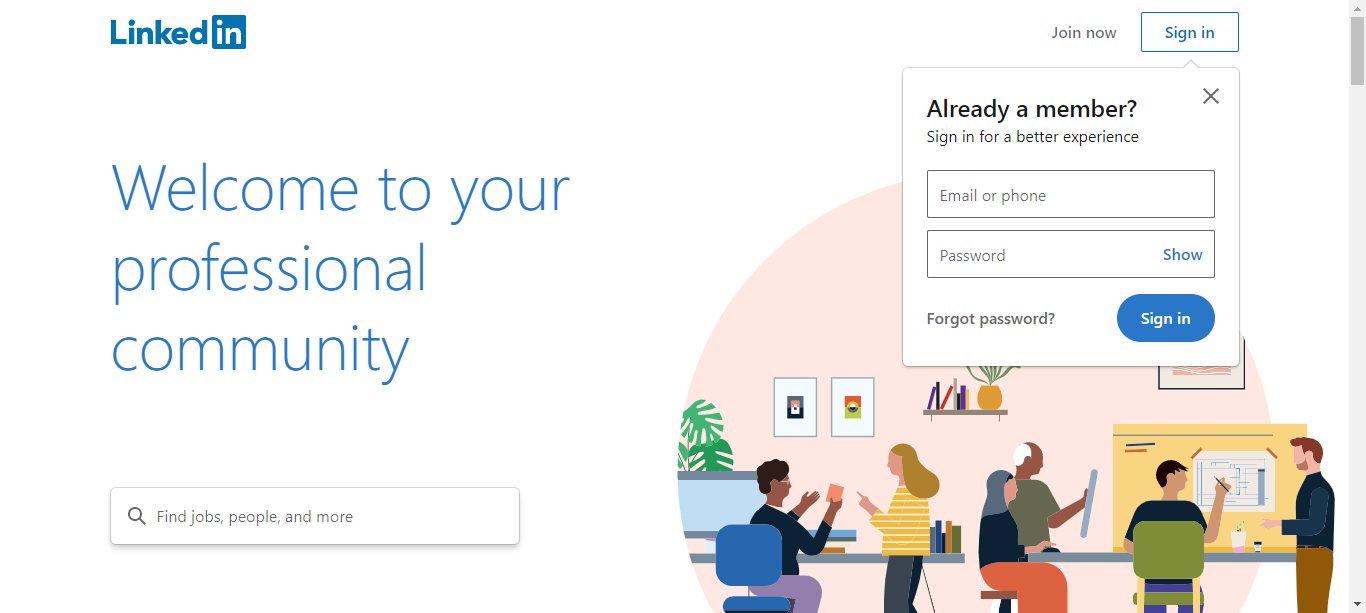 Linkedin
Join now
Sign in
Already a member?
Sign in for a better experience
Email or phone
Password
Show
Forgot password?
Sign in
Welcome to your
professional
community
Find jobs, people, and more